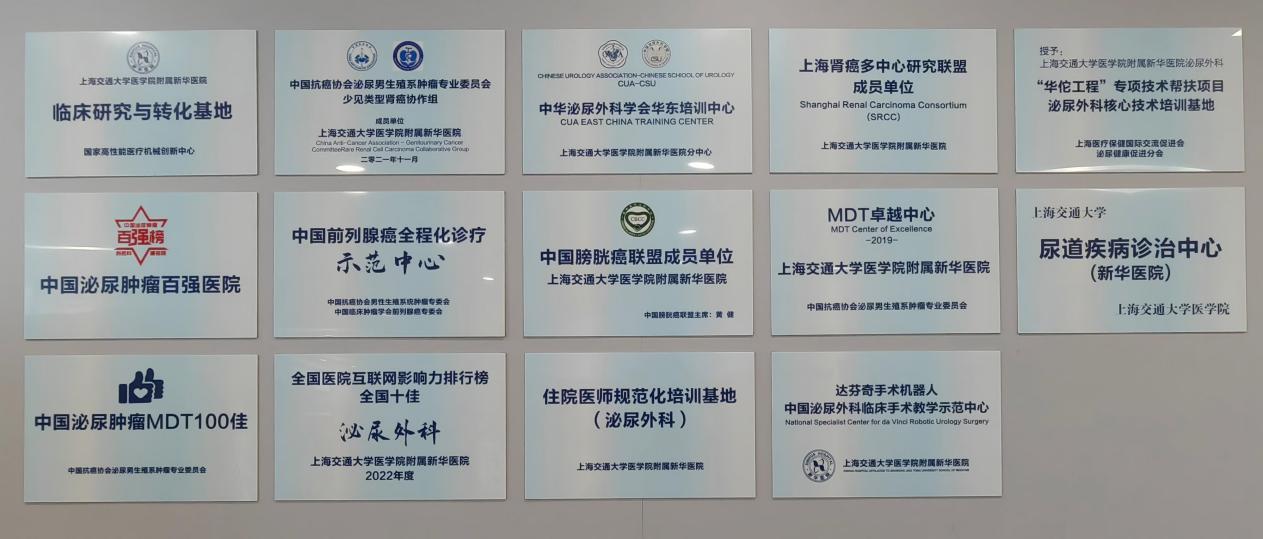 上海交通大学医学院附属新华医院
临床研究与转化基地
国家高性能医疗机械创新中心
中国抗癌协会泌尿男生殖系肿瘤专业委员会
少见类型肾癌协作组
成员单位
上海交通大学医学院附属新华医院
China Anti-Cancer Association - Genitourinary Cancer
CommitteeRare Renal Cell Carcinoma Collaborative Group
二零二一年十一月
CHINESE UROLOGY ASSOCIATION-CHINESE SCHIOOL OF UROLOGY
CUA-CSU
中华泌尿外科学会华东培训中心
CUA EAST CHINA TRAINING CENTER
上海交通大学医学院附属新华医院分中心
上海肾癌多中心研究联盟
成员单位
Shanghai Renal Carcinoma Consortium
(SRCC)
上海交通大学医学院附属新华医院
授予：
上海交通大学医学院附属新华医院泌尿外科
“华佗工程”专项技术帮扶项目
泌尿外科核心技术培训基地
上海医疗保健国际交流促进会
泌尿健康促进分会
中国泌尿肿瘤
百强榜
中国泌尿肿瘤百强医院
中国前列腺癌全程化诊疗
示范中心
中国抗癌协会男性生殖系统肿瘤专委会
中国临床肿瘤学会前列腺癌专委会
CBCC
中国膀胱癌联盟成员单位
上海交通大学医学院附属新华医院
中国膀胱癌联盟主席：黄 健
MDT卓越中心
MDT Center of Excellence
-2019-
上海交通大学医学院附属新华医院
中国抗癌协会泌尿男生殖系肿瘤专业委员会
上海交通大学
尿道疾病诊治中心
（新华医院）
上海交通大学医学院
中国泌尿肿瘤MDT100佳
中国抗癌协会泌尿男生殖系肿瘤专业委员会
全国医院互联网影响力排行榜
全国十佳
泌尿外科
上海交通大学医学院附属新华医院
2022年度
住院医师规范化培训基地
（泌尿外科）
上海交通大学医学院附属新华医院
达芬奇手术机器人
中国泌尿外科临床手术教学示范中心
National Specialist Center for da Vinci Robotic Urology Surgery
上海交通大学医学院附属新华医院